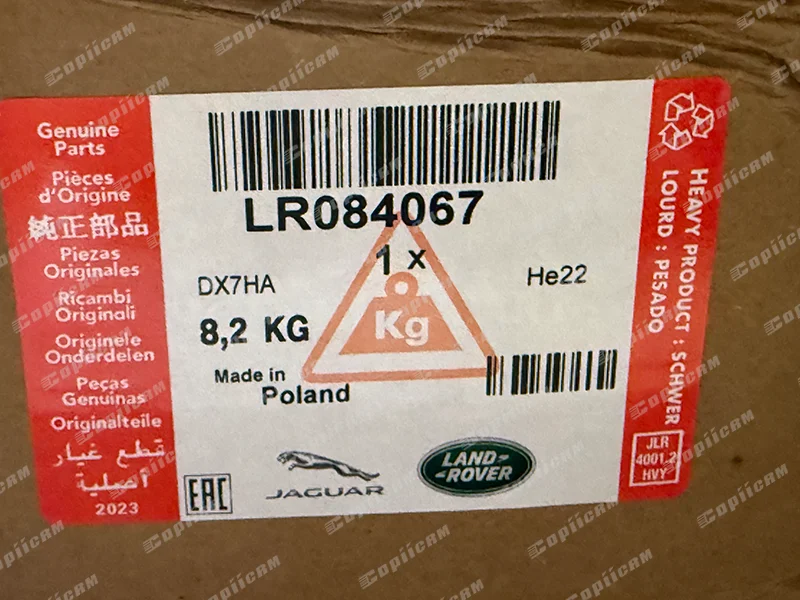 Genuine
Parts
Pièces
d'Origine
純正部品
Piezas
Originales
Ricambi
Originali
Originele
Onderdelen
Peças
Genuinas
Originalteile
قطع غيار
أصلية
2023
LR084067
1 x
DX7HA
He22
8,2 KG
Kg
Made in
Poland
EAC
JAGUAR
LAND-
-ROVER
HEAVY PRODUCT : SCHWER
LOURD : PESADO
JLR
4001.2
HVY
Copiicam